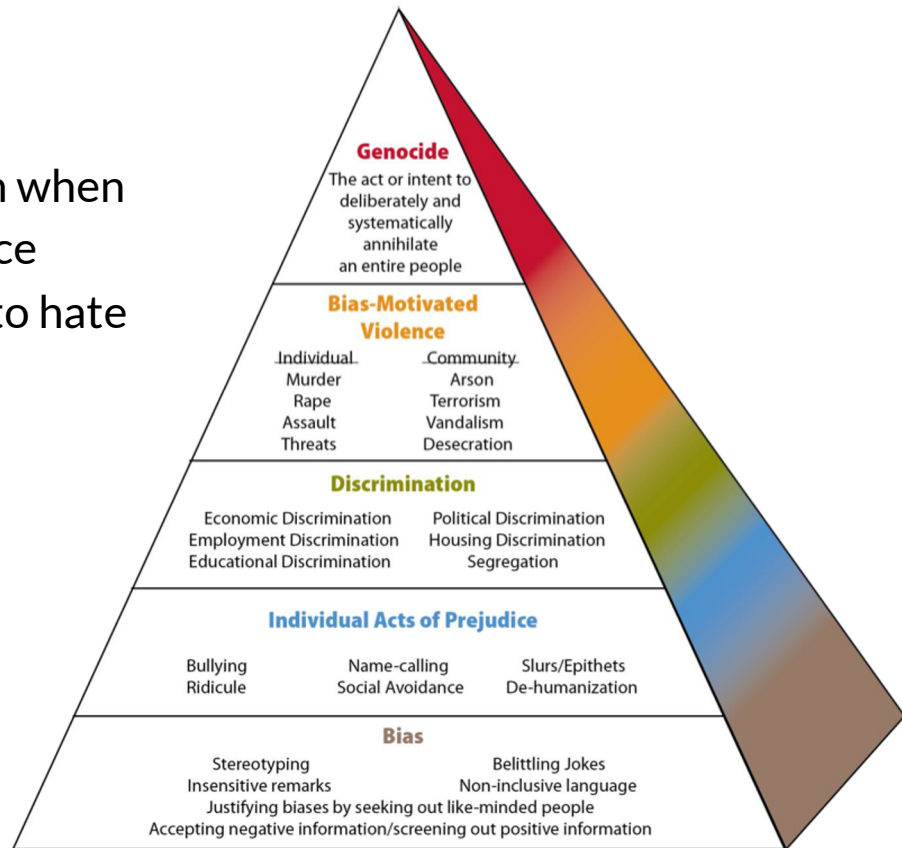 n when
ce
to hate
Genocide
The act or intent to
deliberately and
systematically
annihilate
an entire people
Bias-Motivated
Violence
Individual Community
Murder Arson
Rape Terrorism
Assault Vandalism
Threats Desecration
Discrimination
Economic Discrimination Political Discrimination
Employment Discrimination Housing Discrimination
Educational Discrimination Segregation
Individual Acts of Prejudice
Bullying Name-calling Slurs/Epithets
Ridicule Social Avoidance De-humanization
Bias
Stereotyping Belittling Jokes
Insensitive remarks Non-inclusive language
Justifying biases by seeking out like-minded people
Accepting negative information/screening out positive information